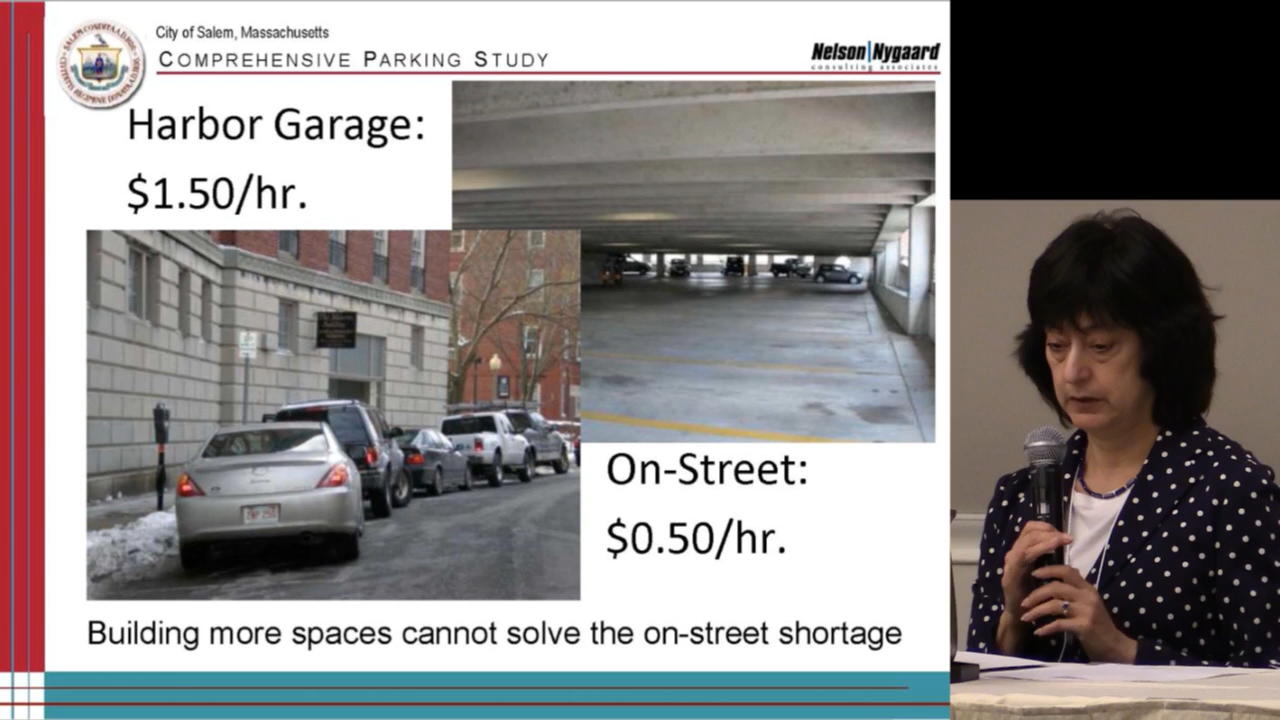 City of Salem, Massachusetts
COMPREHENSIVE PARKING STUDY
Nelson|Nygaard
consulting associates
Harbor Garage:
$1.50/hr.
On-Street:
$0.50/hr.
Building more spaces cannot solve the on-street shortage